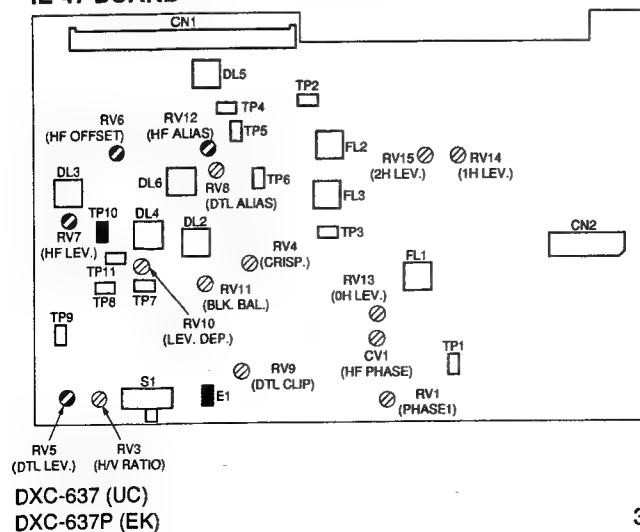 IE-47 BOARD
CN1
DL5
TP2
TP4
RV6
(HF OFFSET)
RV12
(HF ALIAS)
TP5
FL2
RV15
(2H LEV.)
RV14
(1H LEV.)
DL3
DL6
RV8
(DTL ALIAS)
TP6
FL3
TP10
DL4
DL2
CN2
RV7
(HF LEV.)
TP3
RV4
(CRISP.)
FL1
TP11
RV13
(0H LEV.)
TP8
TP7
RV11
(BLK. BAL.)
RV10
(LEV. DEP.)
TP9
CV1
(HF PHASE)
TP1
S1
RV9
(DTL CLIP)
E1
RV1
(PHASE1)
RV5
(DTL LEV.)
RV3
(H/V RATIO)
DXC-637 (UC)
DXC-637P (EK)